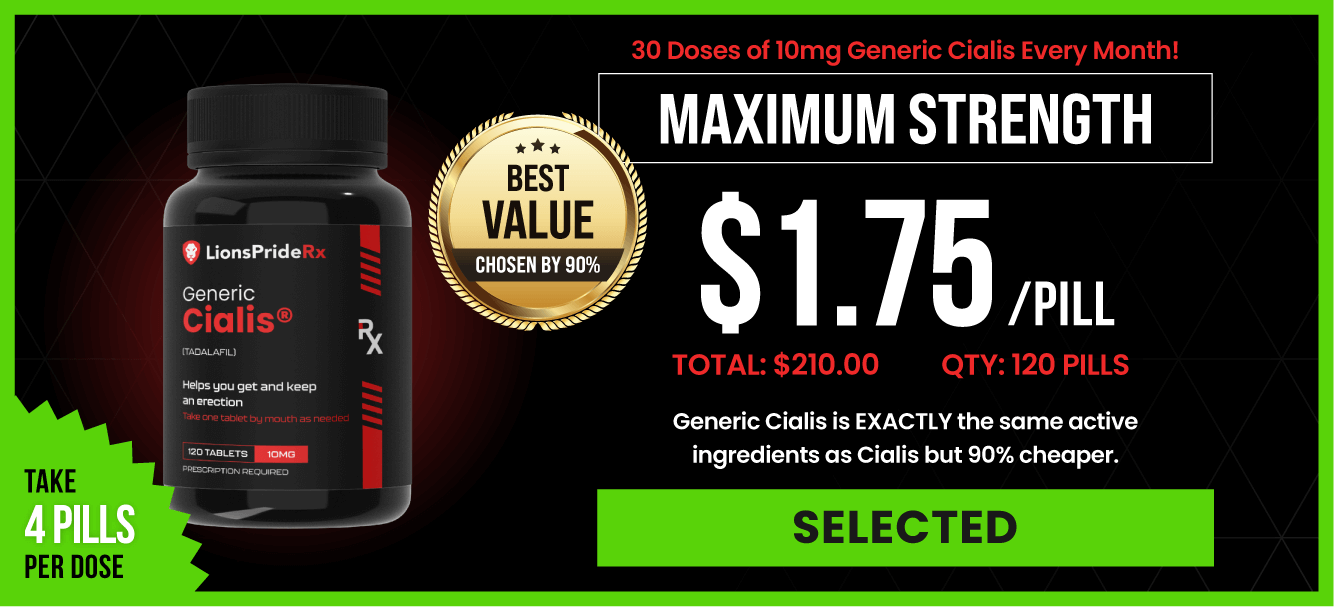 30 Doses of 10mg Generic Cialis Every Month!
MAXIMUM STRENGTH
BEST
VALUE
CHOSEN BY 90%
$1.75 /PILL
TOTAL: $210.00 QTY: 120 PILLS
Generic Cialis is EXACTLY the same active
ingredients as Cialis but 90% cheaper.
SELECTED
LionsPrideRx
Generic
Cialis®
(TADALAFIL)
Rx
Helps you get and keep
an erection
Take one tablet by mouth as needed
120 TABLETS 10MG
PRESCRIPTION REQUIRED
TAKE
4 PILLS
PER DOSE